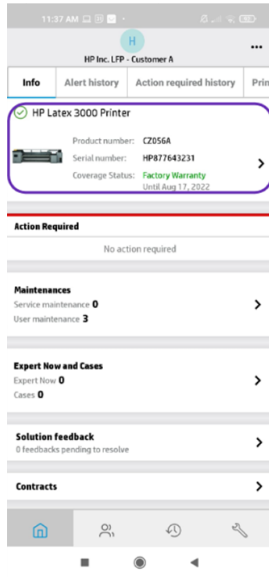 11:37 AM
H
HP Inc. LFP - Customer A
Info Alert history Action required history Prin
HP Latex 3000 Printer
Product number: CZ056A
Serial number: HP877643231
Coverage Status: Factory Warranty
Until Aug 17, 2022
Action Required
No action required
Maintenances
Service maintenance 0
User maintenance 3
Expert Now and Cases
Expert Now 0
Cases 0
Solution feedback
0 feedbacks pending to resolve
Contracts